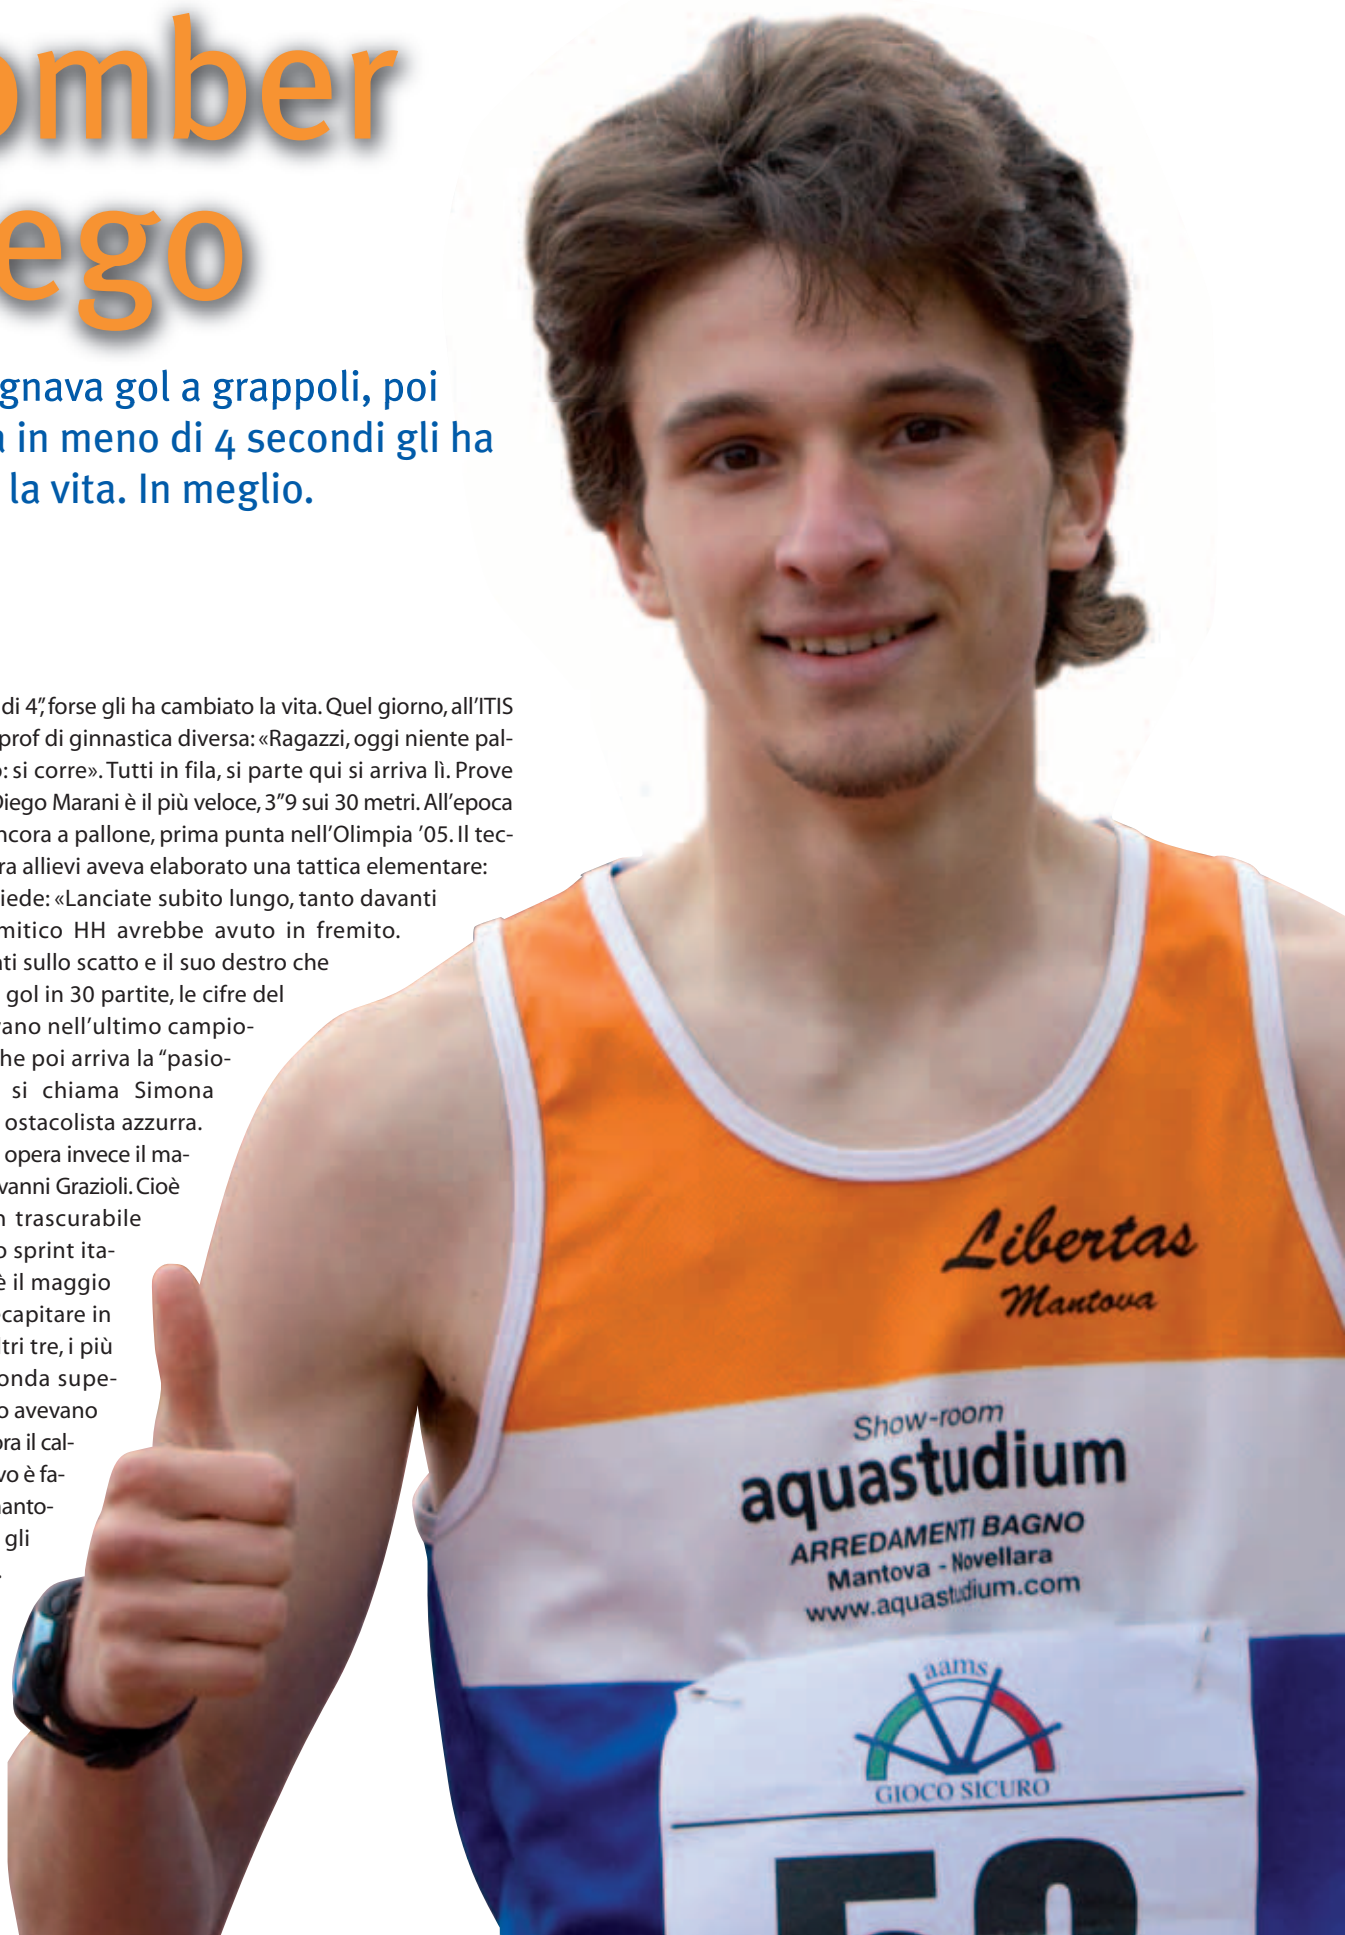 omber
ego
gnava gol a grappoli, poi
a in meno di 4 secondi gli ha
la vita. In meglio.
di 4”, forse gli ha cambiato la vita. Quel giorno, all’ITIS
prof di ginnastica diversa: «Ragazzi, oggi niente pal-
o: si corre». Tutti in fila, si parte qui si arriva lì. Prove
Diego Marani è il più veloce, 3”9 sui 30 metri. All’epoca
ncora a pallone, prima punta nell’Olimpia ’05. Il tec-
ra allievi aveva elaborato una tattica elementare:
iede: «Lanciate subito lungo, tanto davanti
mitico HH avrebbe avuto in fremito.
ti sullo scatto e il suo destro che
gol in 30 partite, le cifre del
ano nell’ultimo campio-
he poi arriva la “pasio-
si chiama Simona
ostacolista azzurra.
opera invece il ma-
vanni Grazioli. Cioè
n trascurabile
o sprint ita-
è il maggio
capitare in
ltri tre, i più
onda supe-
o avevano
ora il cal-
vo è fa-
anto-
gli
.
Libertas
Mantova
Show-room
aquastudium
ARREDAMENTI BAGNO
Mantova - Novellara
www.aquastudium.com
aams
GIOCO SICURO